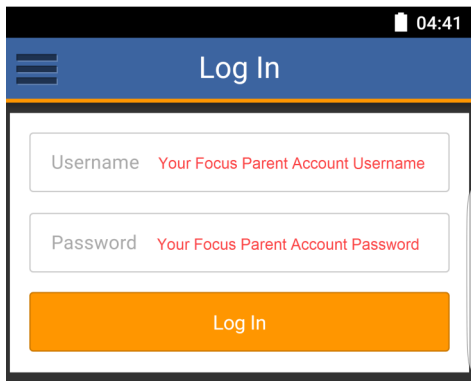 04:41
Log In
Username Your Focus Parent Account Username
Password Your Focus Parent Account Password
Log In